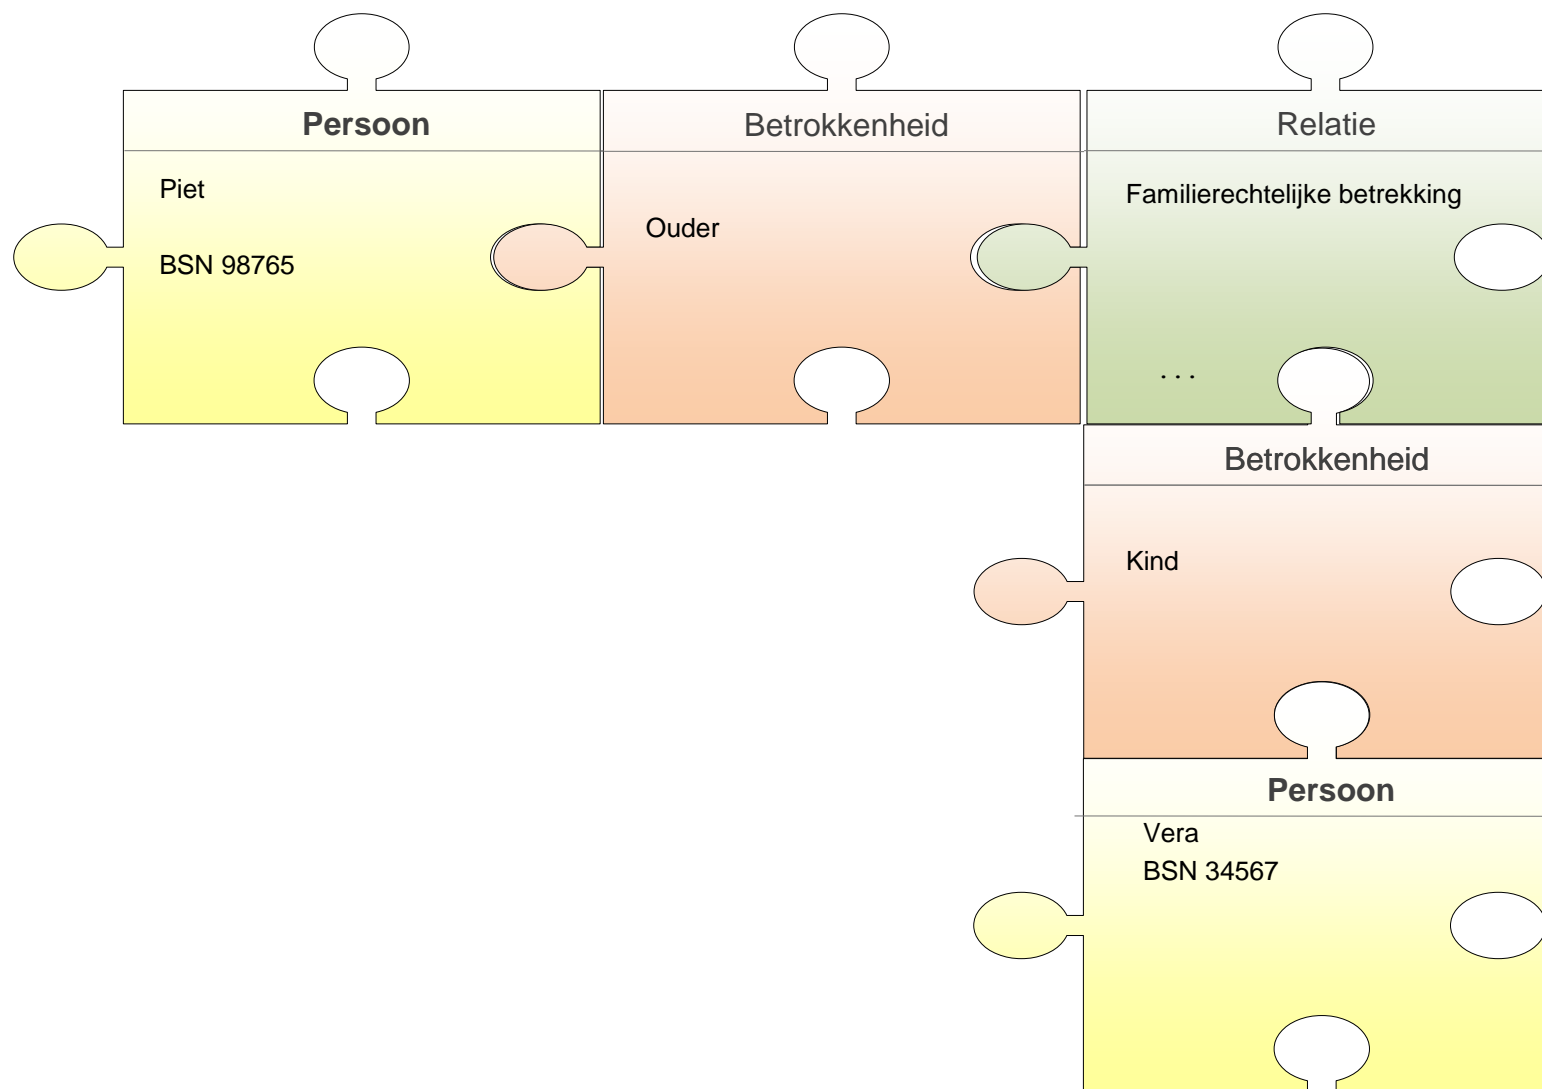 Persoon
Betrokkenheid
Relatie
Piet
BSN 98765
Ouder
Familierechtelijke betrekking
...
Betrokkenheid
Kind
Persoon
Vera
BSN 34567